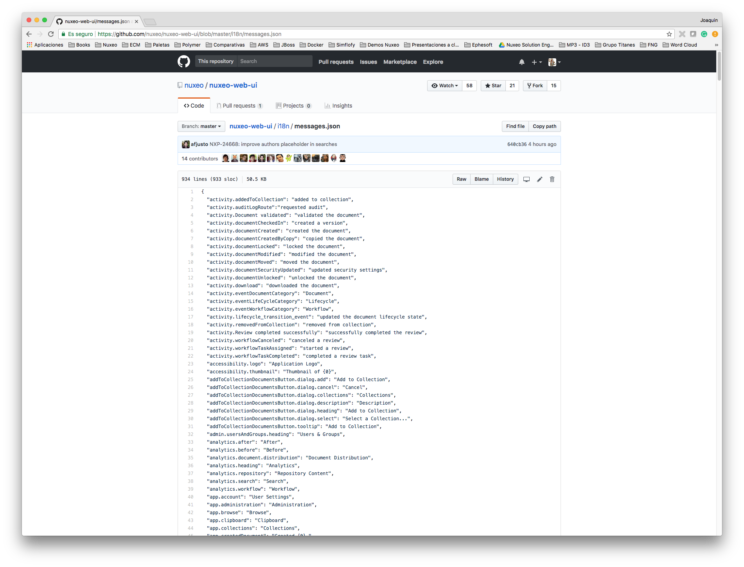 nuxeo-web-ui/messages.json
Joaquin
Es seguro https://github.com/nuxeo/nuxeo-web-ui/blob/master/i18n/messages.json
Aplicaciones Books Nuxeo ECM Paletas Polymer Comparativas AWS JBoss Docker Simflofy Demos Nuxeo Presentaciones a cl... Ephesoft Nuxeo Solution Eng... MP3 - ID3 Grupo Titanes FNG Word Cloud »
This repository Search Pull requests Issues Marketplace Explore
nuxeo / nuxeo-web-ui Watch 58 Star 21 Fork 15
Code Pull requests 1 Projects 0 Insights
Branch: master nuxeo-web-ui / i18n / messages.json Find file Copy path
afjusto NXP-24068: improve authors placeholder in searches 4 hours ago
14 contributors
934 lines (933 sloc) 50.5 KB Raw Blame History
1 {
2 "activity.addedToCollection": "added to collection",
3 "activity.auditLogRoute":"requested audit",
4 "activity.Document validated": "validated the document",
5 "activity.documentCheckedIn": "created a version",
6 "activity.documentCreated": "created the document",
7 "activity.documentCreatedByCopy": "copied the document",
8 "activity.documentLocked": "locked the document",
9 "activity.documentModified": "modified the document",
10 "activity.documentMoved": "moved the document",
11 "activity.documentSecurityUpdated": "updated security settings",
12 "activity.documentUnlocked": "unlocked the document",
13 "activity.download": "downloaded the document",
14 "activity.eventDocumentCategory": "Document",
15 "activity.eventLifeCycleCategory": "Lifecycle",
16 "activity.eventWorkflowCategory": "Workflow",
17 "activity.lifecycle_transition_event": "updated the document lifecycle state",
18 "activity.removedFromCollection": "removed from collection",
19 "activity.Review completed successfully": "successfully completed the review",
20 "activity.workflowCanceled": "canceled a review",
21 "activity.workflowTaskAssigned": "started a review",
22 "activity.workflowTaskCompleted": "completed a review task",
23 "accessibility.logo": "Application Logo",
24 "accessibility.thumbnail": "Thumbnail of {0}",
25 "addToCollectionDocumentsButton.dialog.add": "Add to Collection",
26 "addToCollectionDocumentsButton.dialog.cancel": "Cancel",
27 "addToCollectionDocumentsButton.dialog.collections": "Collections",
28 "addToCollectionDocumentsButton.dialog.description": "Description",
29 "addToCollectionDocumentsButton.dialog.heading": "Add to Collection",
30 "addToCollectionDocumentsButton.dialog.select": "Select a Collection...",
31 "addToCollectionDocumentsButton.tooltip": "Add to Collection",
32 "admin.usersAndGroups.heading": "Users & Groups",
33 "analytics.after": "After",
34 "analytics.before": "Before",
35 "analytics.document.distribution": "Document Distribution",
36 "analytics.heading": "Analytics",
37 "analytics.repository": "Repository Content",
38 "analytics.search": "Search",
39 "analytics.workflow": "Workflow",
40 "app.account": "User Settings",
41 "app.administration": "Administration",
42 "app.browse": "Browse",
43 "app.clipboard": "Clipboard",
44 "app.collections": "Collections",